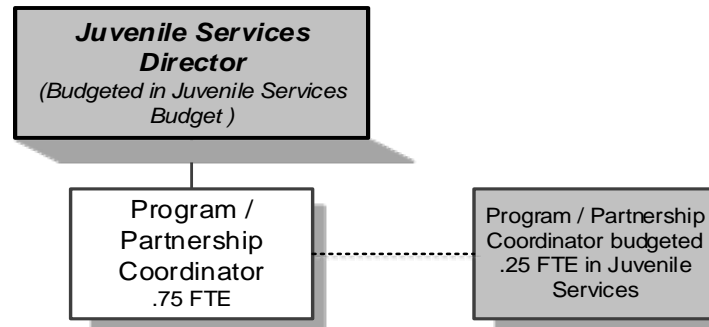 Juvenile Services
Director
(Budgeted in Juvenile Services
Budget )
Program /
Partnership
Coordinator
.75 FTE
Program / Partnership
Coordinator budgeted
.25 FTE in Juvenile
Services